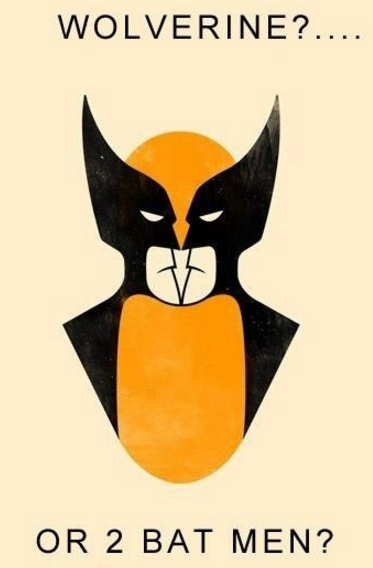 WOLVERINE?....
OR 2 BAT MEN?